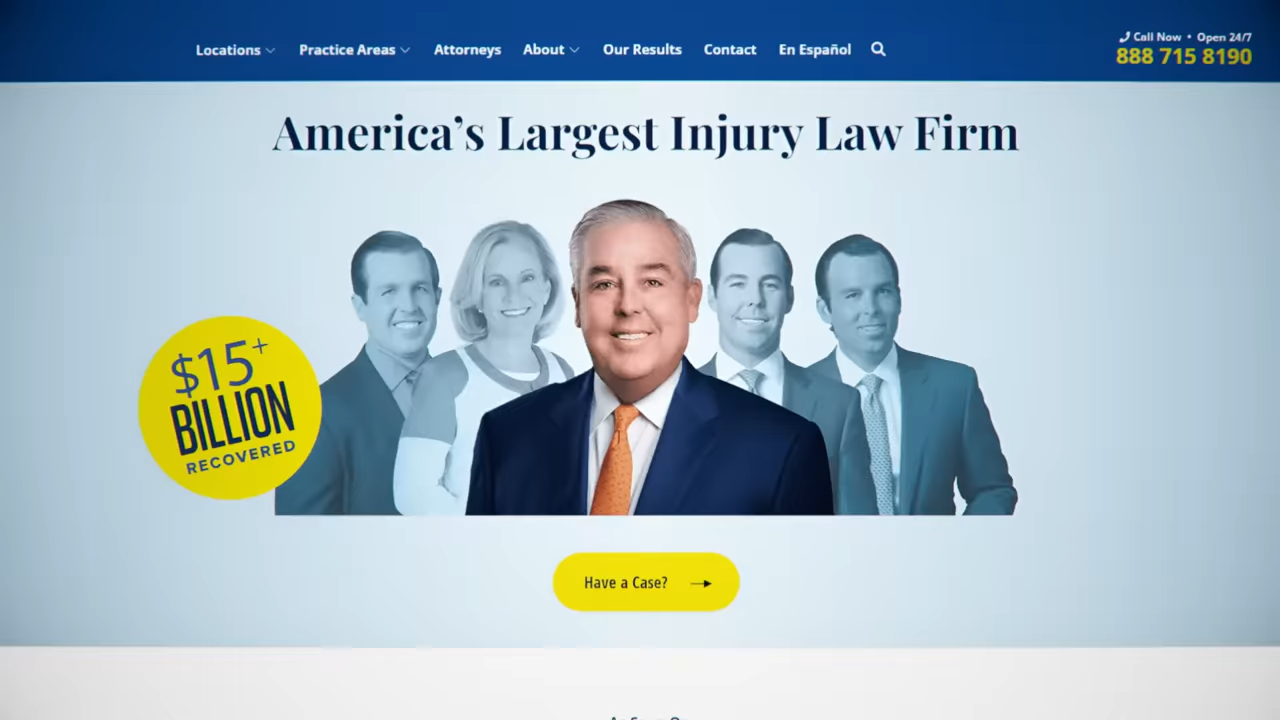 Locations
Practice Areas
Attorneys
About
Our Results
Contact
En Español
Call Now • Open 24/7
888 715 8190
America's Largest Injury Law Firm
$15+
BILLION
RECOVERED
Have a Case?